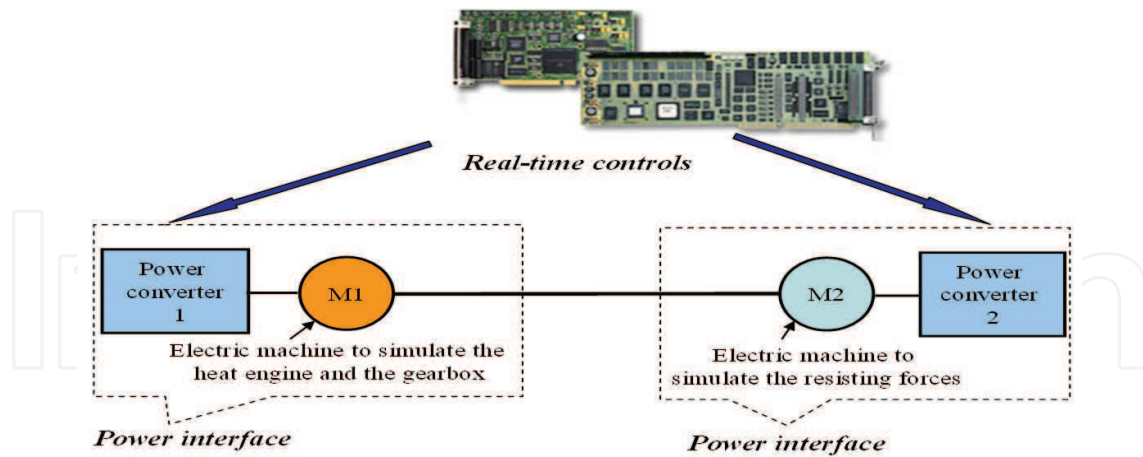 Real-time controls
Power
converter
1
M1
M2
Power
converter
2
Electric machine to simulate the
heat engine and the gearbox
Electric machine to
simulate the resisting forces
Power interface
Power interface